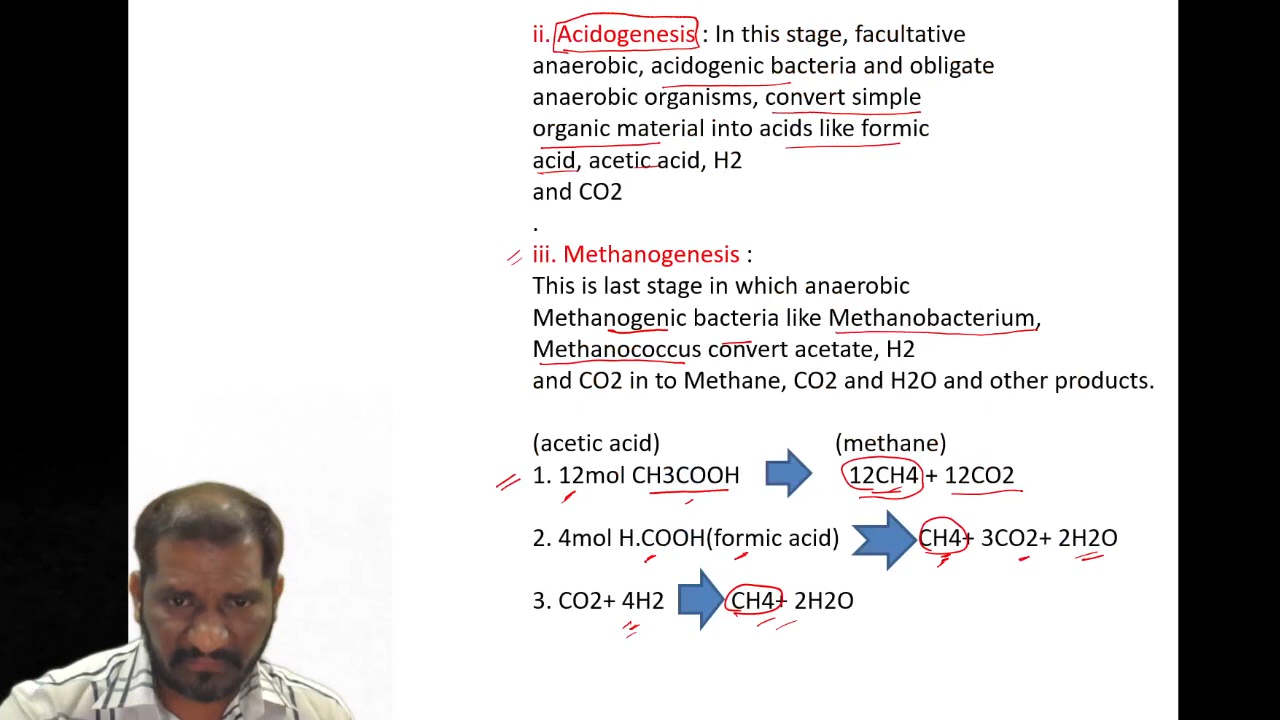 ii. Acidogenesis : In this stage, facultative
anaerobic, acidogenic bacteria and obligate
anaerobic organisms, convert simple
organic material into acids like formic
acid, acetic acid, H2
and CO2
.
iii. Methanogenesis :
This is last stage in which anaerobic
Methanogenic bacteria like Methanobacterium,
Methanococcus convert acetate, H2
and CO2 in to Methane, CO2 and H2O and other products.
(acetic acid) (methane)
1. 12mol CH3COOH 12CH4 + 12CO2
2. 4mol H.COOH(formic acid) CH4+ 3CO2+ 2H2O
3. CO2+ 4H2 CH4+ 2H2O